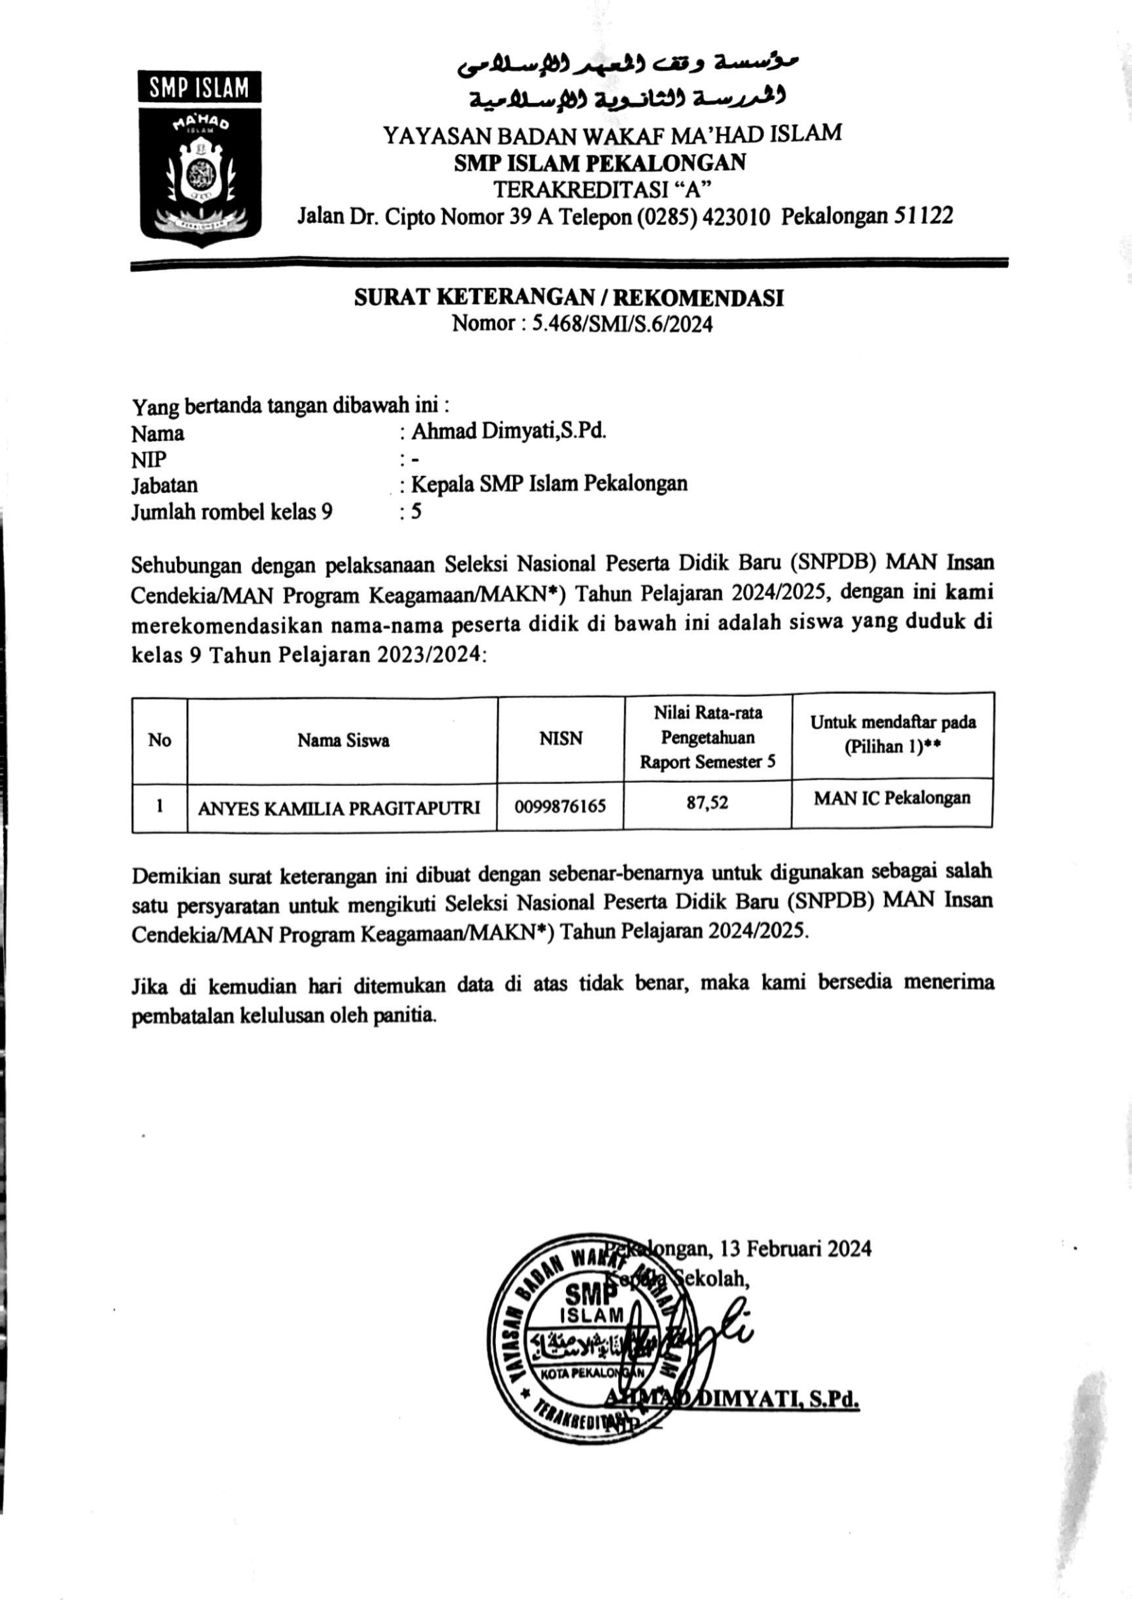 SMP ISLAM
MA'HAD
ISLAM
PEKALONGAN
مؤسسة وقف المعهد الإسلامى
المدرسة الثانوية الإسلامية
YAYASAN BADAN WAKAF MA'HAD ISLAM
SMP ISLAM PEKALONGAN
TERAKREDITASI “A”
Jalan Dr. Cipto Nomor 39 A Telepon (0285) 423010 Pekalongan 51122
SURAT KETERANGAN / REKOMENDASI
Nomor : 5.468/SMI/S.6/2024
Yang bertanda tangan dibawah ini :
Nama : Ahmad Dimyati,S.Pd.
NIP : -
Jabatan : Kepala SMP Islam Pekalongan
Jumlah rombel kelas 9 : 5
Sehubungan dengan pelaksanaan Seleksi Nasional Peserta Didik Baru (SNPDB) MAN Insan
Cendekia/MAN Program Keagamaan/MAKN*) Tahun Pelajaran 2024/2025, dengan ini kami
merekomendasikan nama-nama peserta didik di bawah ini adalah siswa yang duduk di
kelas 9 Tahun Pelajaran 2023/2024:
No Nama Siswa NISN Nilai Rata-rata Pengetahuan Raport Semester 5 Untuk mendaftar pada (Pilihan 1)**
1 ANYES KAMILIA PRAGITAPUTRI 0099876165 87,52 MAN IC Pekalongan
Demikian surat keterangan ini dibuat dengan sebenar-benarnya untuk digunakan sebagai salah
satu persyaratan untuk mengikuti Seleksi Nasional Peserta Didik Baru (SNPDB) MAN Insan
Cendekia/MAN Program Keagamaan/MAKN*) Tahun Pelajaran 2024/2025.
Jika di kemudian hari ditemukan data di atas tidak benar, maka kami bersedia menerima
pembatalan kelulusan oleh panitia.
Pekalongan, 13 Februari 2024
Kepala Sekolah,
YAYASAN BADAN WAKAF MA'HAD ISLAM
SMP
ISLAM
KOTA PEKALONGAN
TERAKREDITASI
AHMAD DIMYATI, S.Pd.
NIP. –